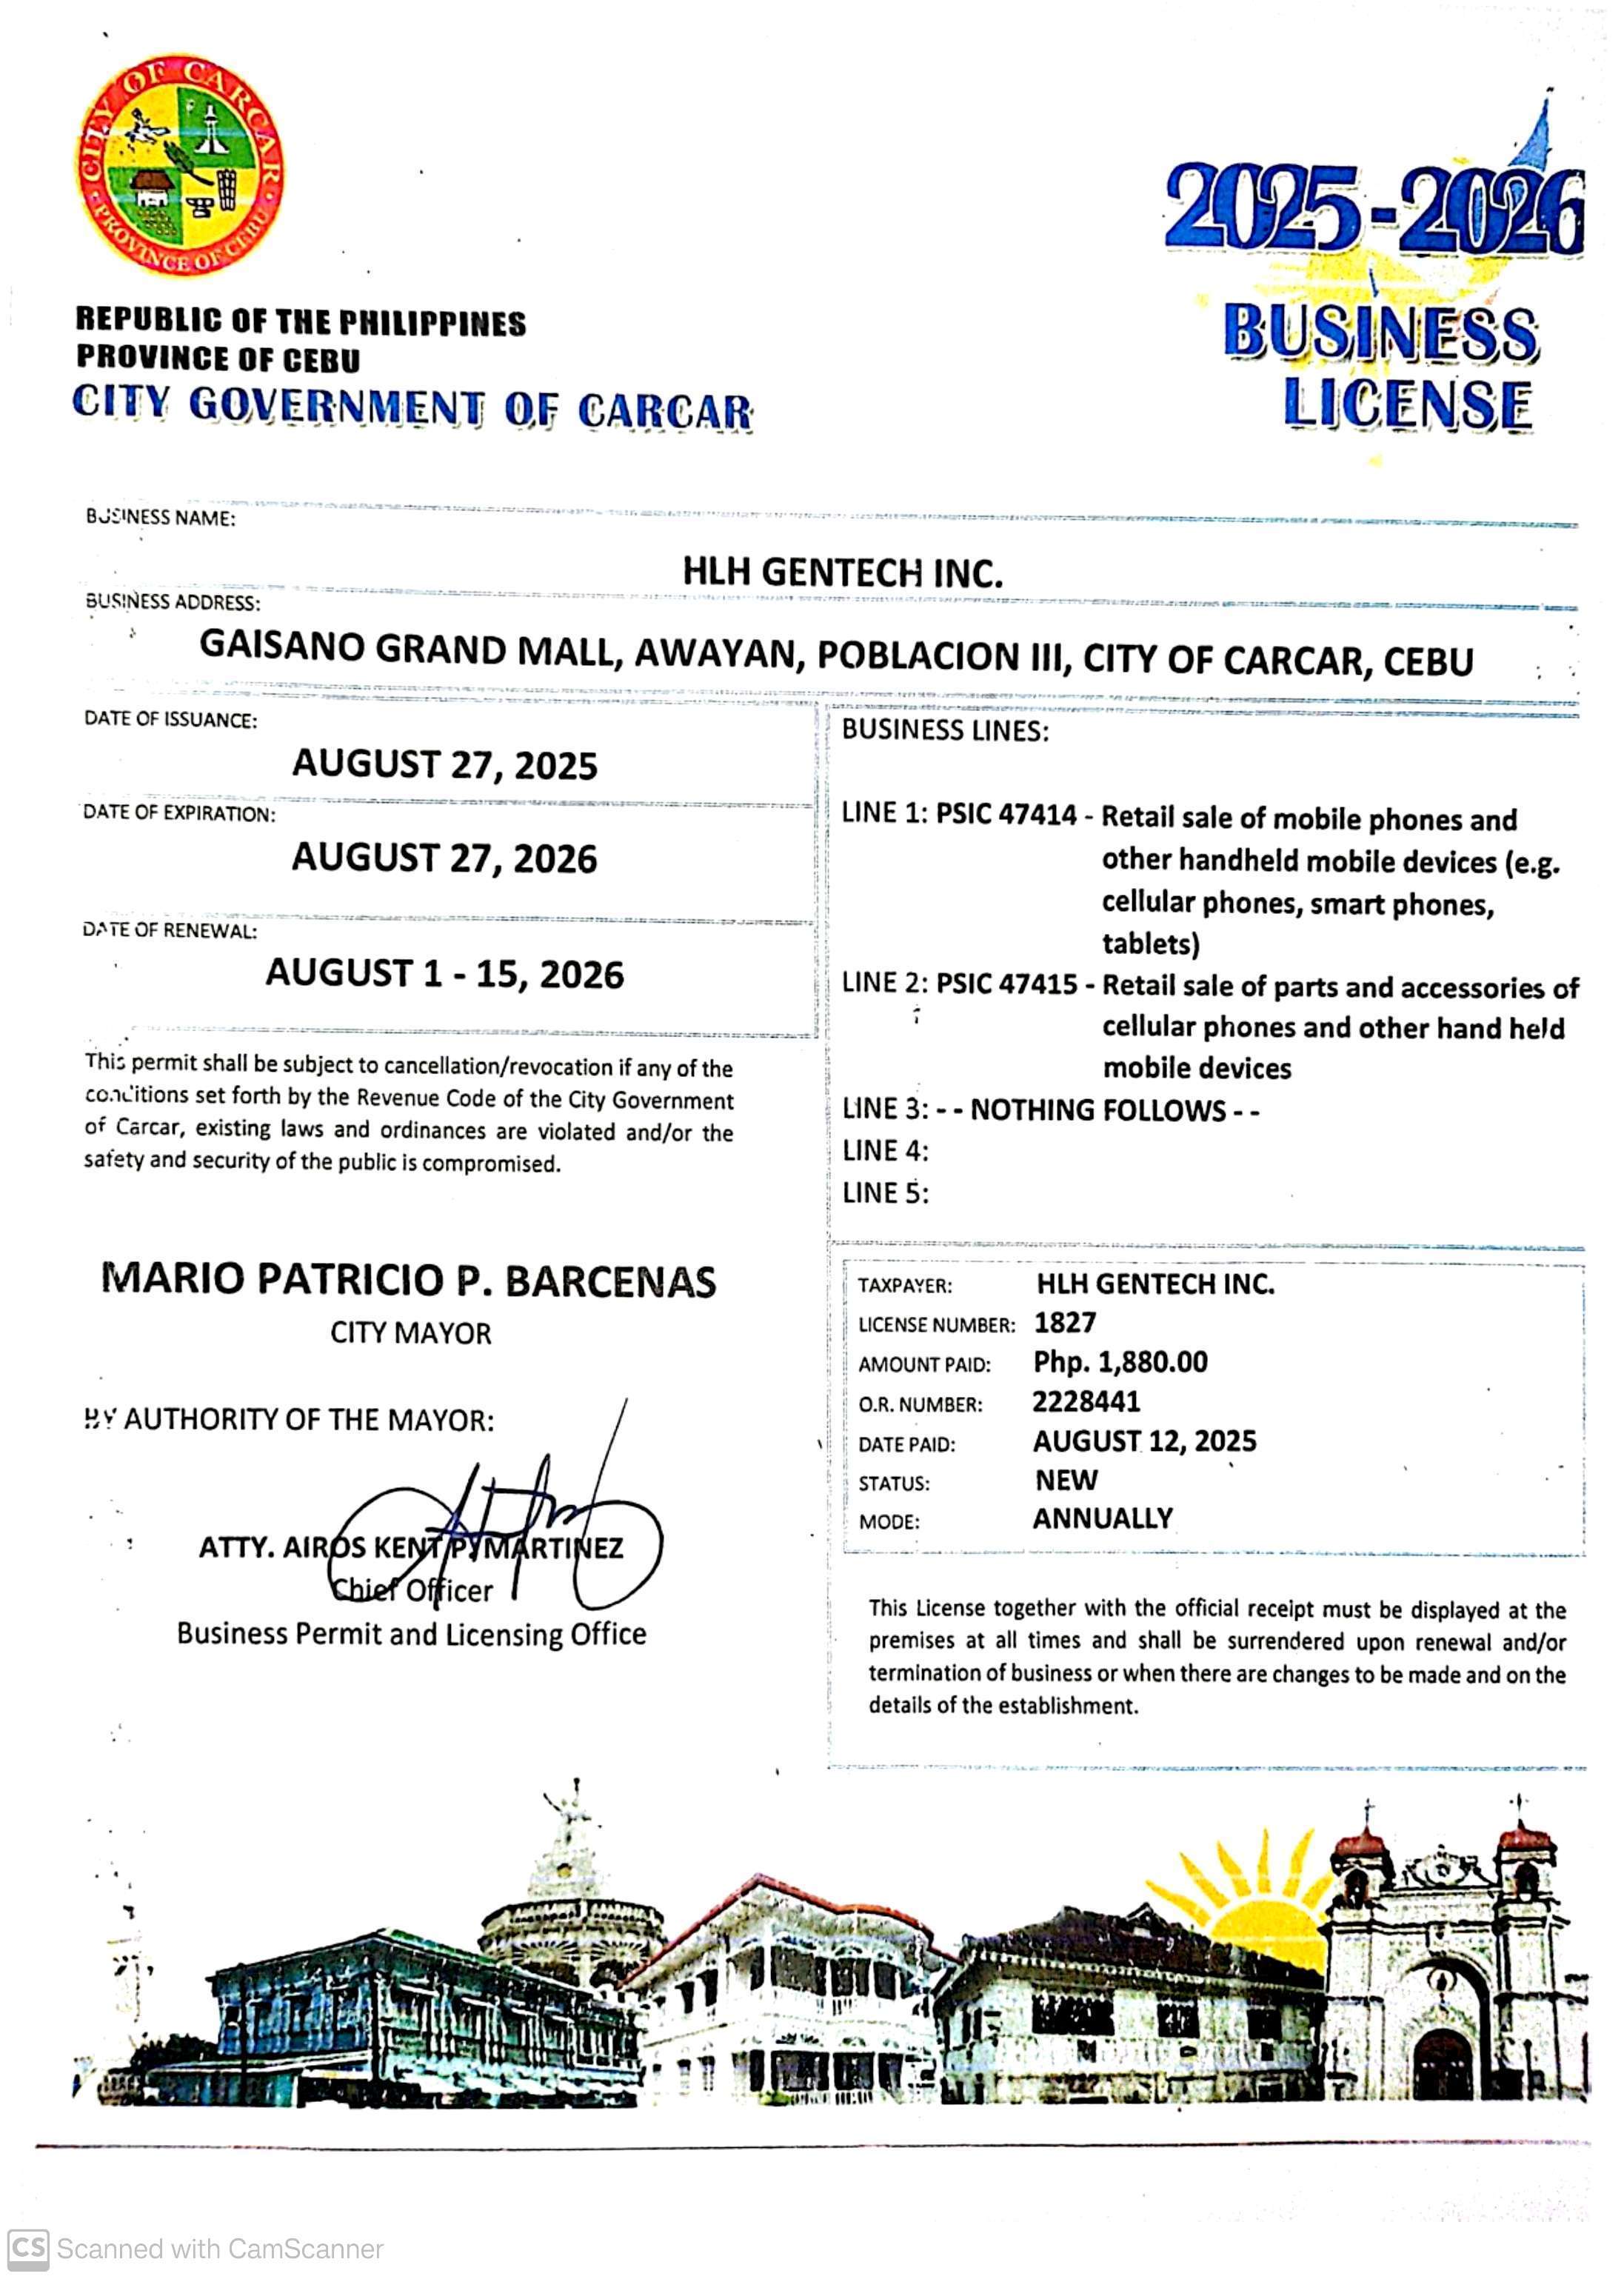 CITY OF CARCAR
PROVINCE OF CEBU
2025-2026
BUSINESS
LICENSE
REPUBLIC OF THE PHILIPPINES
PROVINCE OF CEBU
CITY GOVERNMENT OF CARCAR
BUSINESS NAME:
HLH GENTECH INC.
BUSINESS ADDRESS:
GAISANO GRAND MALL, AWAYAN, POBLACION III, CITY OF CARCAR, CEBU
DATE OF ISSUANCE:
AUGUST 27, 2025
DATE OF EXPIRATION:
AUGUST 27, 2026
DATE OF RENEWAL:
AUGUST 1 - 15, 2026
This permit shall be subject to cancellation/revocation if any of the
conditions set forth by the Revenue Code of the City Government
of Carcar, existing laws and ordinances are violated and/or the
safety and security of the public is compromised.
MARIO PATRICIO P. BARCENAS
CITY MAYOR
BY AUTHORITY OF THE MAYOR:
ATTY. AIROS KENT P. MARTINEZ
Chief Officer
Business Permit and Licensing Office
BUSINESS LINES:
LINE 1: PSIC 47414 - Retail sale of mobile phones and
other handheld mobile devices (e.g.
cellular phones, smart phones,
tablets)
LINE 2: PSIC 47415 - Retail sale of parts and accessories of
cellular phones and other hand held
mobile devices
LINE 3: - - NOTHING FOLLOWS - -
LINE 4:
LINE 5:
TAXPAYER: HLH GENTECH INC.
LICENSE NUMBER: 1827
AMOUNT PAID: Php. 1,880.00
O.R. NUMBER: 2228441
DATE PAID: AUGUST 12, 2025
STATUS: NEW
MODE: ANNUALLY
This License together with the official receipt must be displayed at the
premises at all times and shall be surrendered upon renewal and/or
termination of business or when there are changes to be made and on the
details of the establishment.
CS Scanned with CamScanner